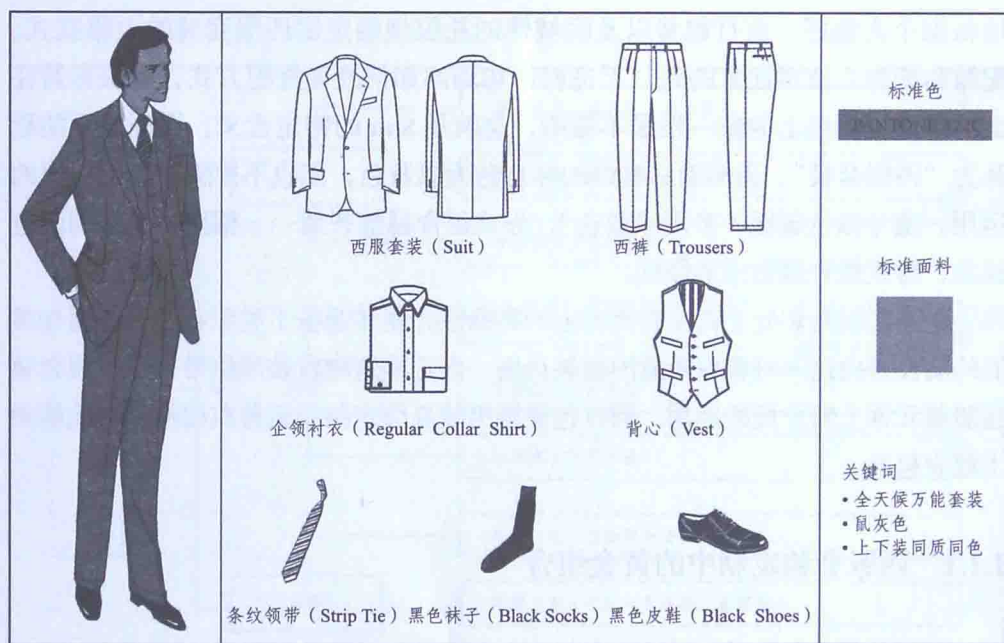 标准色
西服套装（Suit）
西裤（Trousers）
标准面料
企领衬衣（Regular Collar Shirt）
背心（Vest）
关键词
•全天候万能套装
•鼠灰色
•上下装同质同色
条纹领带（Strip Tie）黑色袜子（Black Socks）黑色皮鞋（Black Shoes）